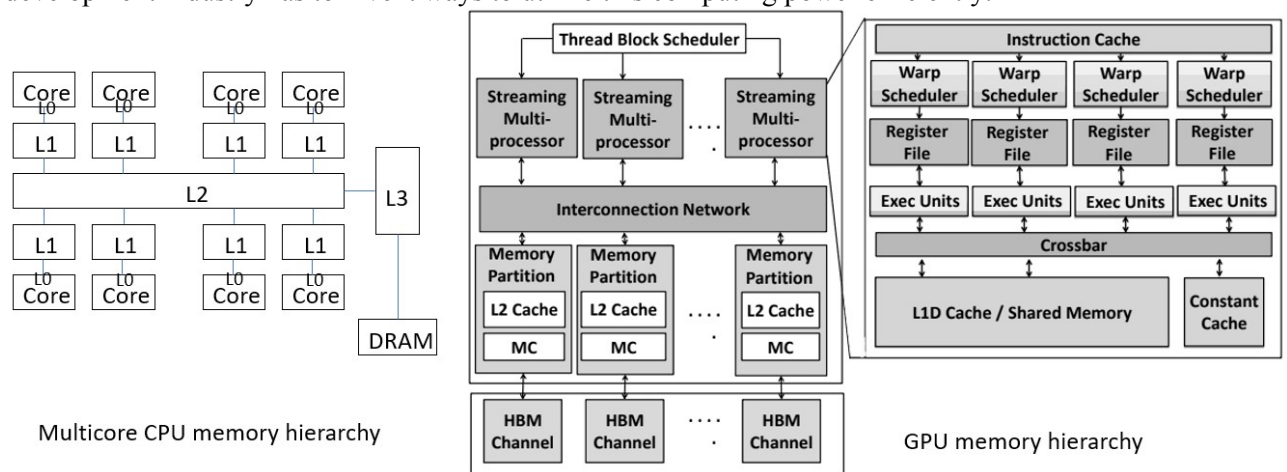 Core Core Core Core
L0 L0 L0 L0
L1 L1 L1 L1
L2
L3
L1 L1 L1 L1
L0 L0 L0 L0
Core Core Core Core
DRAM
Multicore CPU memory hierarchy
Thread Block Scheduler
Streaming Streaming Streaming
Multi- Multi- Multi-
processor processor processor
Interconnection Network
Memory Memory Memory
Partition Partition Partition
L2 Cache L2 Cache L2 Cache
MC MC MC
HBM HBM HBM
Channel Channel Channel
Instruction Cache
Warp Warp Warp Warp
Scheduler Scheduler Scheduler Scheduler
Register Register Register Register
File File File File
Exec Units Exec Units Exec Units Exec Units
Crossbar
L1D Cache / Shared Memory
Constant
Cache
GPU memory hierarchy